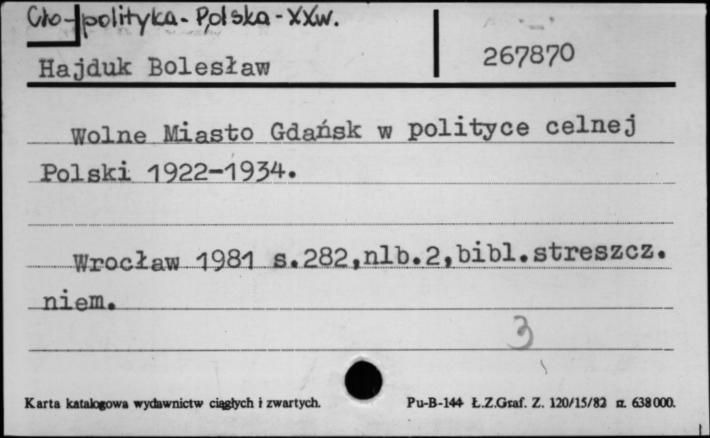 Cło-polityka-Polska-XXw.
Hajduk Bolesław
267870
Wolne Miasto Gdańsk w polityce celnej
Polski 1922-1934.
Wrocław 1981 s.282,nlb.2,bibl.streszcz.
niem.
3
Karta katalogowa wydawnictw ciągłych i zwartych.
Pu-B-144 Ł.Z.Graf. Z. 120/15/82 n. 638000.